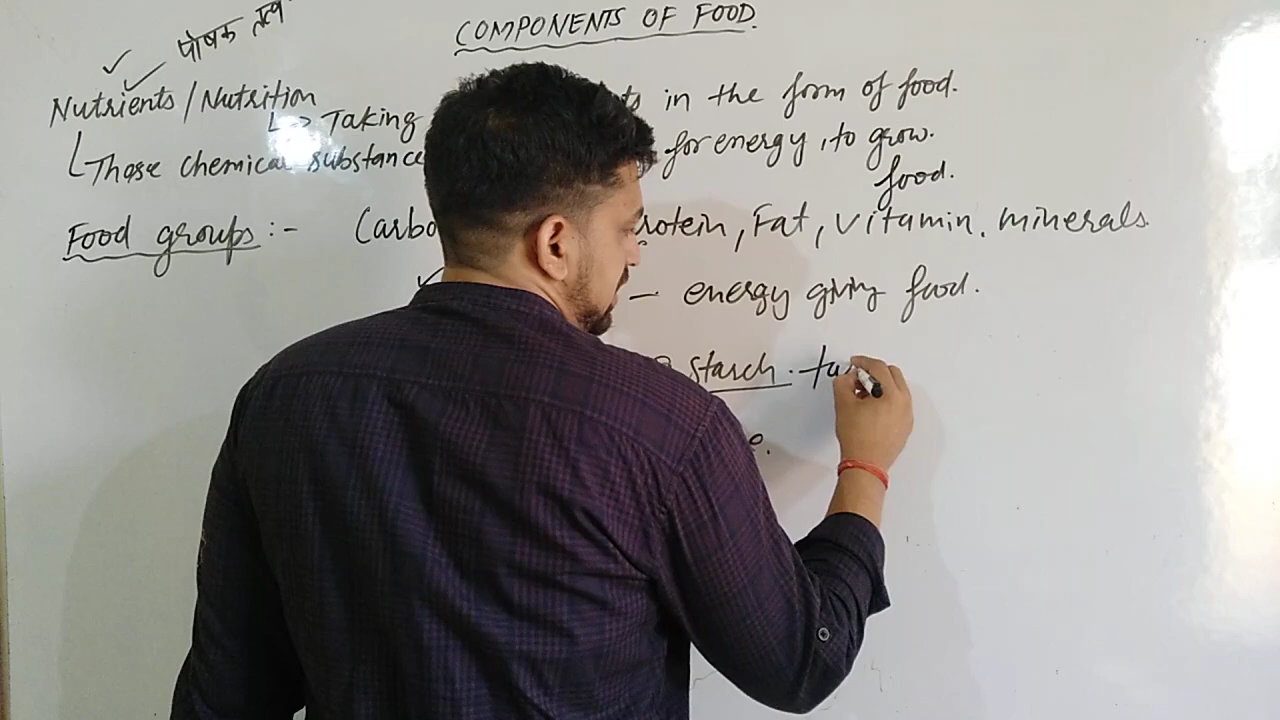 COMPONENTS OF FOOD.
पोषक तत्व
Nutrients / Nutrition
↳ Taking in the form of food.
Those chemical substance for energy, to grow.
food.
Food groups :- Carbo rotein, Fat, Vitamin, minerals.
— energy giving food.
starch. ta